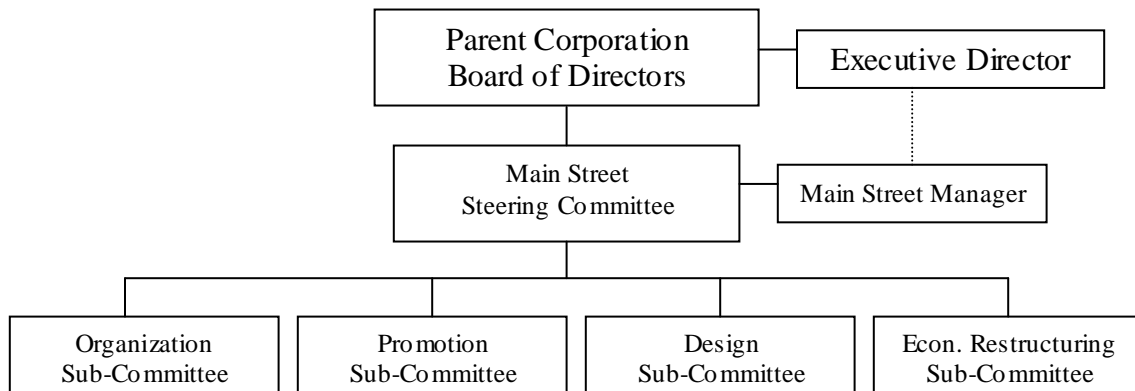 Parent Corporation
Board of Directors
Executive Director
Main Street
Steering Committee
Main Street Manager
Organization
Sub-Committee
Promotion
Sub-Committee
Design
Sub-Committee
Econ. Restructuring
Sub-Committee